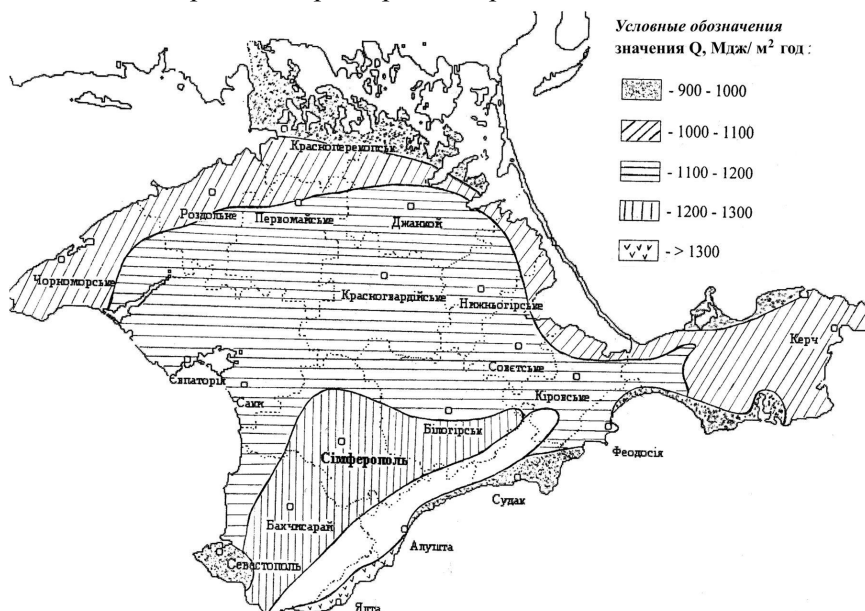 Условные обозначения
значения Q, Мдж/ м² год :
- 900 - 1000
- 1000 - 1100
- 1100 - 1200
- 1200 - 1300
- > 1300
Красноперекопськ
Роздольне
Первомайське
Джанкой
Чорноморське
Красногвардійське
Нижньогірське
Керч
Совєтське
Євпаторія
Саки
Кіровське
Білогірськ
Феодосія
Сімферополь
Судак
Бахчисарай
Алушта
Севастополь
Ялта